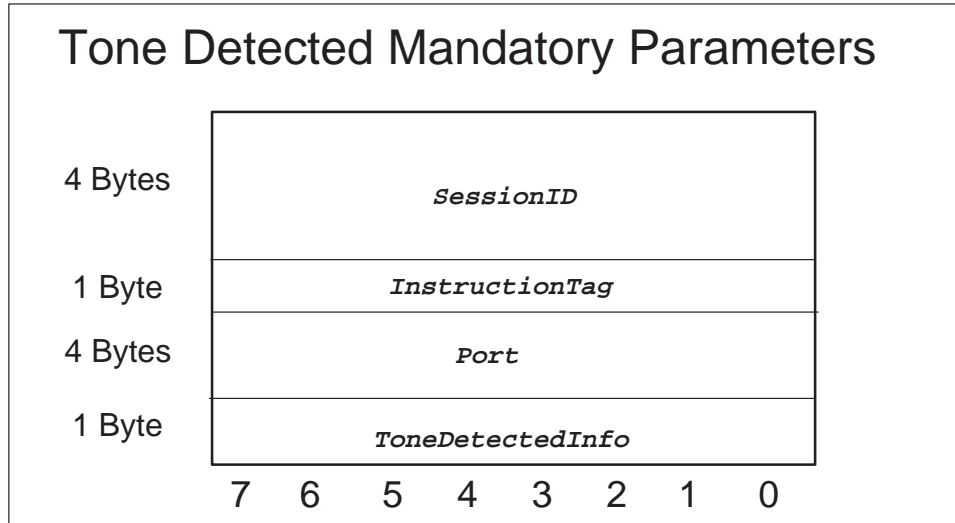 Tone Detected Mandatory Parameters
4 Bytes
SessionID
1 Byte
InstructionTag
4 Bytes
Port
1 Byte
ToneDetectedInfo
7 6 5 4 3 2 1 0